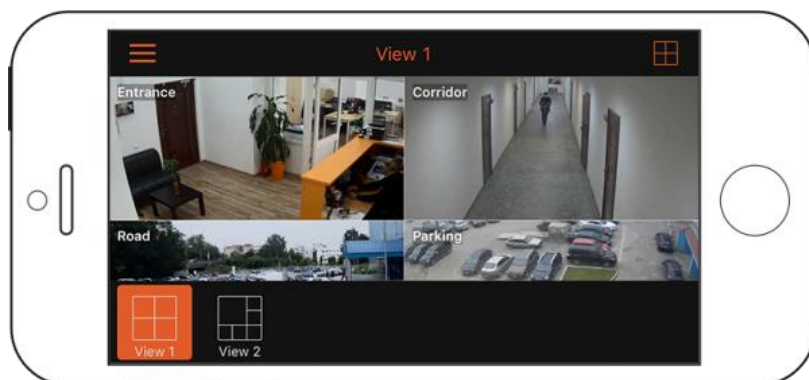 View 1
Entrance
Corridor
Road
Parking
View 1
View 2